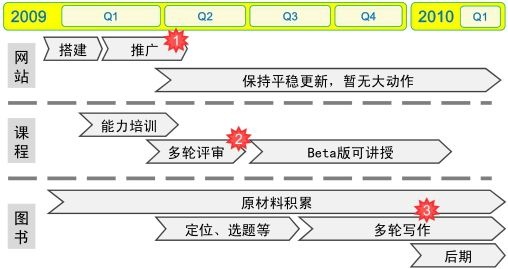 2009 Q1 Q2 Q3 Q4 2010 Q1
网站
搭建 推广 1
保持平稳更新，暂无大动作
课程
能力培训
多轮评审 2 Beta版可讲授
图书
原材料积累
定位、选题等 多轮写作 3
后期